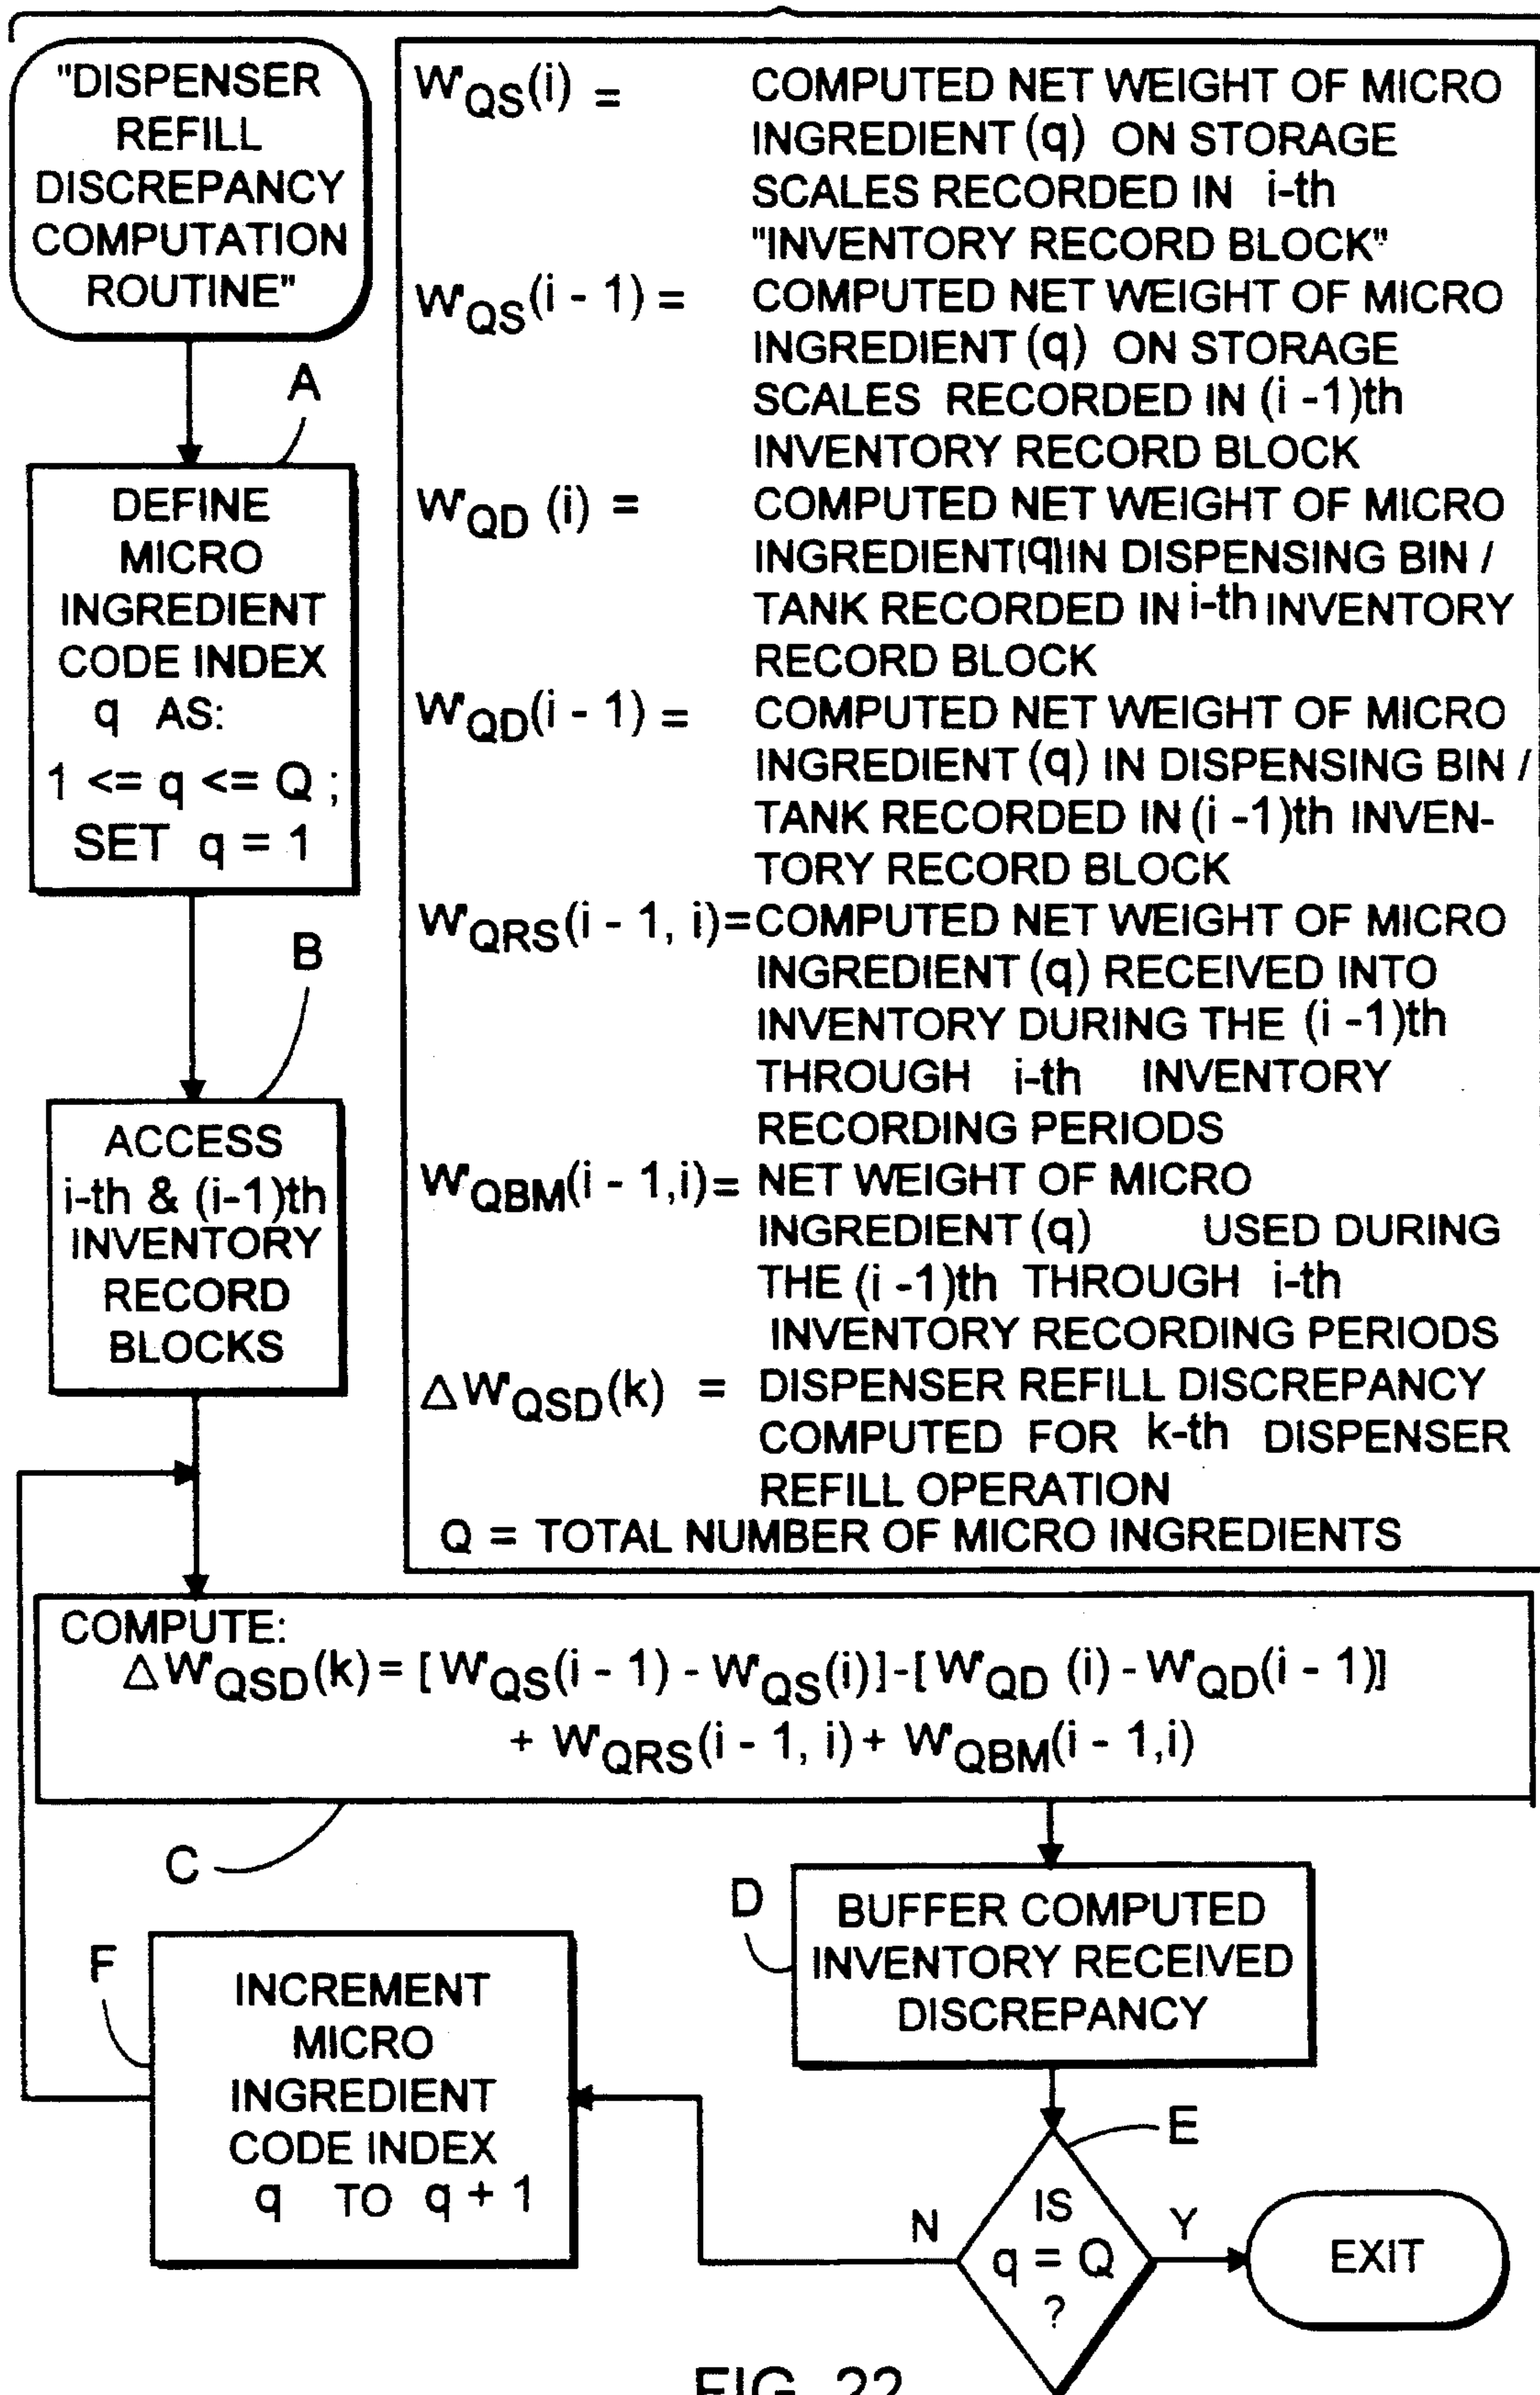 "DISPENSER
REFILL
DISCREPANCY
COMPUTATION
ROUTINE"
A
DEFINE
MICRO
INGREDIENT
CODE INDEX
q AS:
1 <= q <= Q ;
SET q = 1
B
ACCESS
i-th & (i-1)th
INVENTORY
RECORD
BLOCKS
W'QS(i) = COMPUTED NET WEIGHT OF MICRO
INGREDIENT (q) ON STORAGE
SCALES RECORDED IN i-th
"INVENTORY RECORD BLOCK"
W'QS(i - 1) = COMPUTED NET WEIGHT OF MICRO
INGREDIENT (q) ON STORAGE
SCALES RECORDED IN (i -1)th
INVENTORY RECORD BLOCK
W'QD (i) = COMPUTED NET WEIGHT OF MICRO
INGREDIENT(q)IN DISPENSING BIN /
TANK RECORDED IN i-th INVENTORY
RECORD BLOCK
W'QD(i - 1) = COMPUTED NET WEIGHT OF MICRO
INGREDIENT (q) IN DISPENSING BIN /
TANK RECORDED IN (i -1)th INVEN-
TORY RECORD BLOCK
W'QRS(i - 1, i)= COMPUTED NET WEIGHT OF MICRO
INGREDIENT (q) RECEIVED INTO
INVENTORY DURING THE (i -1)th
THROUGH i-th INVENTORY
RECORDING PERIODS
W'QBM(i - 1,i)= NET WEIGHT OF MICRO
INGREDIENT (q) USED DURING
THE (i -1)th THROUGH i-th
INVENTORY RECORDING PERIODS
△W'QSD(k) = DISPENSER REFILL DISCREPANCY
COMPUTED FOR k-th DISPENSER
REFILL OPERATION
Q = TOTAL NUMBER OF MICRO INGREDIENTS
COMPUTE:
△W'QSD(k) = [W'QS(i - 1) - W'QS(i)]-[W'QD (i) - W'QD(i - 1)]
+ W'QRS(i - 1, i) + W'QBM(i - 1,i)
C
D
BUFFER COMPUTED
INVENTORY RECEIVED
DISCREPANCY
F
INCREMENT
MICRO
INGREDIENT
CODE INDEX
q TO q + 1
E
IS
q = Q
?
N
Y
EXIT
FIG. 22